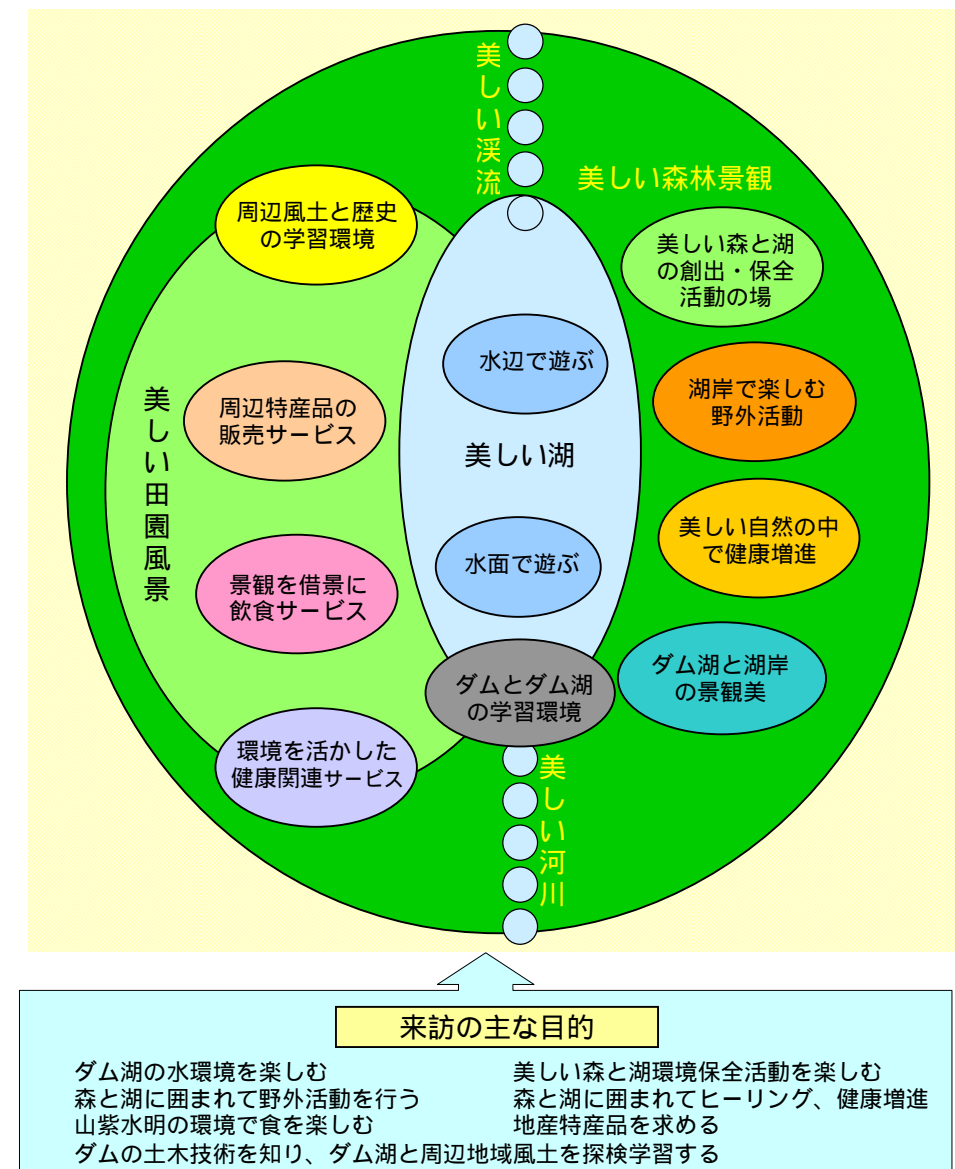 美しい渓流
美しい森林景観
周辺風土と歴史
の学習環境
美しい森と湖
の創出・保全
活動の場
水辺で遊ぶ
湖岸で楽しむ
野外活動
美しい田園風景
周辺特産品の
販売サービス
美しい湖
美しい自然の中
で健康増進
水面で遊ぶ
景観を借景に
飲食サービス
ダムとダム湖
の学習環境
ダム湖と湖岸
の景観美
環境を活かした
健康関連サービス
美しい河川
来訪の主な目的
ダム湖の水環境を楽しむ
美しい森と湖環境保全活動を楽しむ
森と湖に囲まれて野外活動を行う
森と湖に囲まれてヒーリング、健康増進
山紫水明の環境で食を楽しむ
地産特産品を求める
ダムの土木技術を知り、ダム湖と周辺地域風土を探検学習する